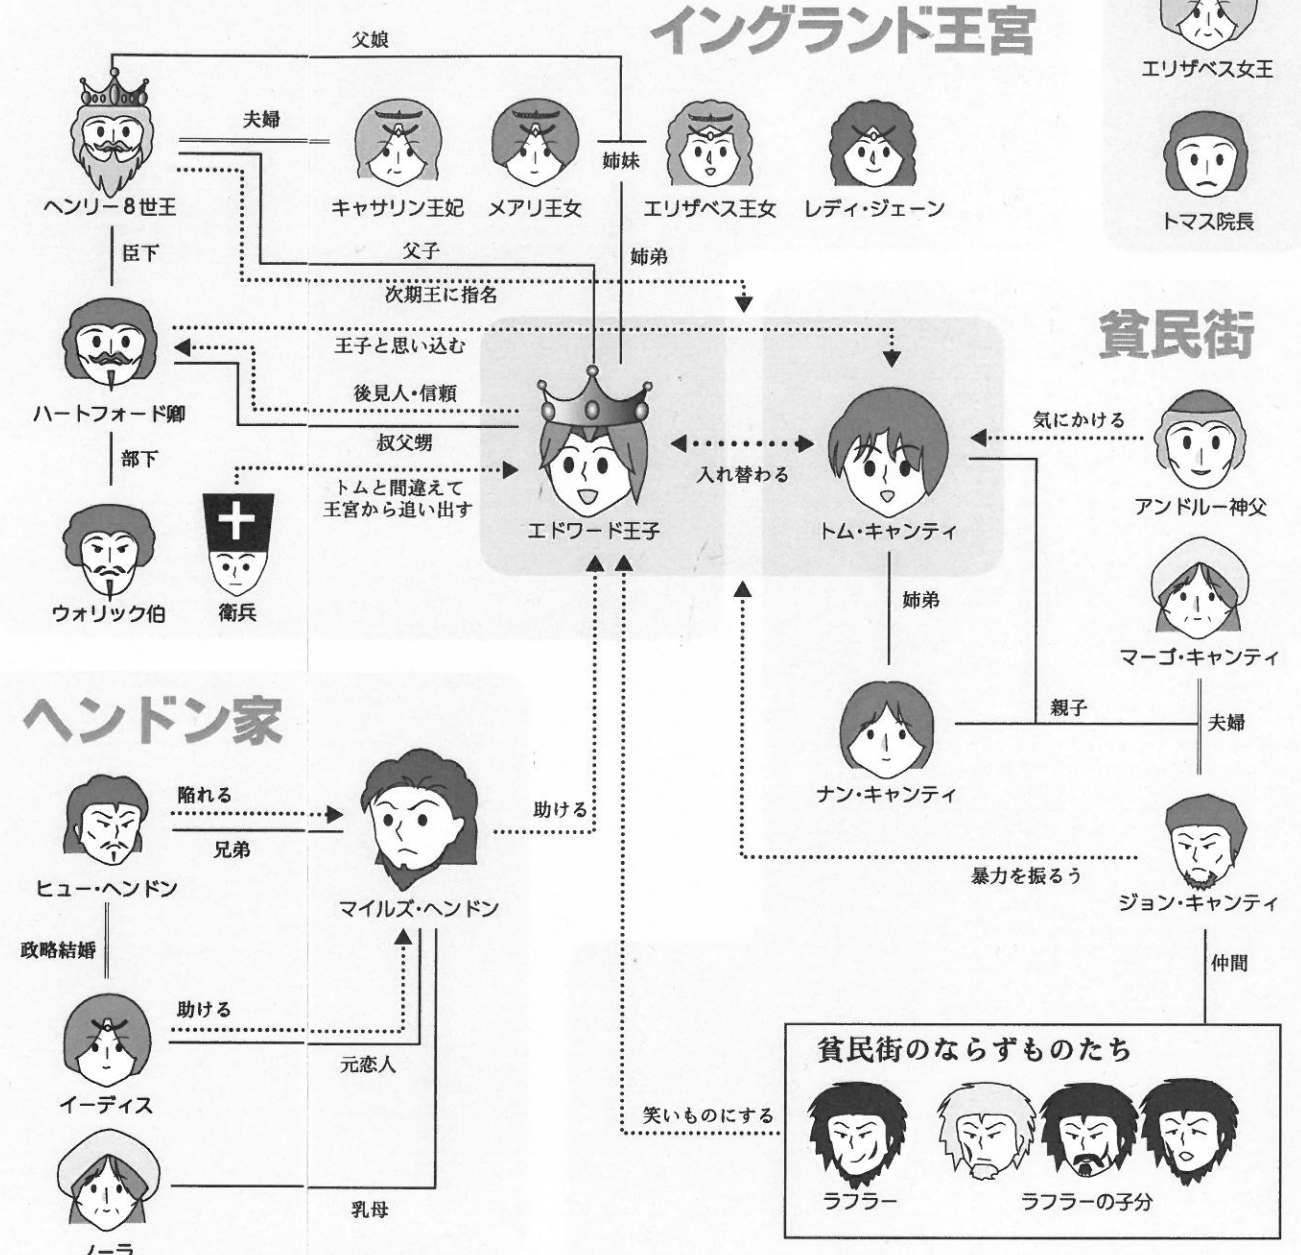 イングランド王宮
エリザベス女王
トマス院長
父娘
夫婦
姉妹
ヘンリー8世王
キャサリン王妃
メアリ王女
エリザベス王女
レディ・ジェーン
臣下
父子
姉弟
次期王に指名
王子と思い込む
後見人・信頼
叔父甥
ハートフォード卿
部下
トムと間違えて
王宮から追い出す
ウォリック伯
衛兵
エドワード王子
入れ替わる
トム・キャンティ
貧民街
気にかける
アンドルー神父
マーゴ・キャンティ
姉弟
親子
夫婦
ナン・キャンティ
暴力を振るう
ジョン・キャンティ
仲間
ヘンドン家
陥れる
兄弟
ヒュー・ヘンドン
マイルズ・ヘンドン
助ける
政略結婚
助ける
元恋人
イーディス
乳母
ノーラ
笑いものにする
貧民街のならずものたち
ラフラー
ラフラーの子分